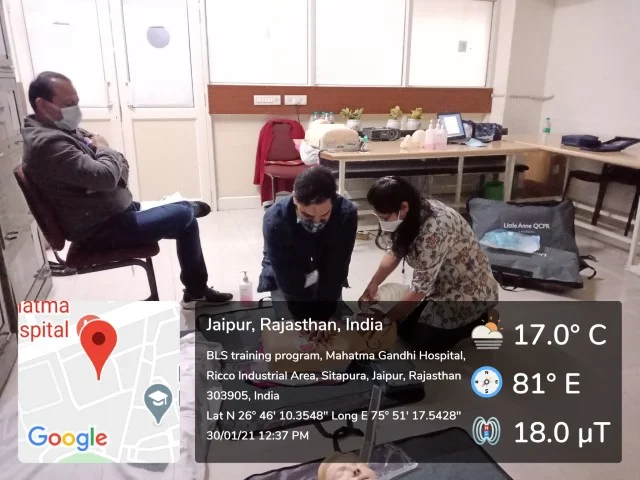 Little Anne QCPR
hatma
spital
Google
Jaipur, Rajasthan, India
BLS training program, Mahatma Gandhi Hospital,
Ricco Industrial Area, Sitapura, Jaipur, Rajasthan
303905, India
Lat N 26° 46' 10.3548" Long E 75° 51' 17.5428"
30/01/21 12:37 PM
17.0° C
81° E
18.0 µT